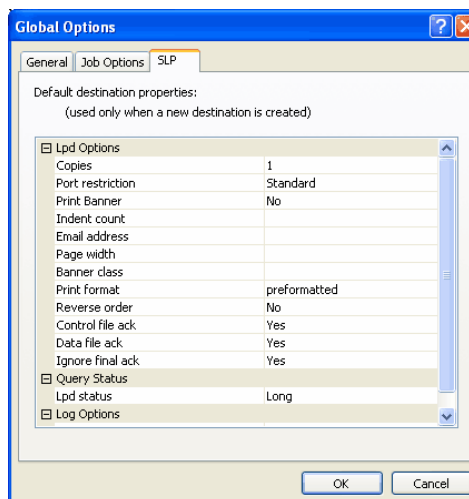 Global Options
General Job Options SLP
Default destination properties:
(used only when a new destination is created)
Lpd Options
Copies 1
Port restriction Standard
Print Banner No
Indent count
Email address
Page width
Banner class
Print format preformatted
Reverse order No
Control file ack Yes
Data file ack Yes
Ignore final ack Yes
Query Status
Lpd status Long
Log Options
OK Cancel